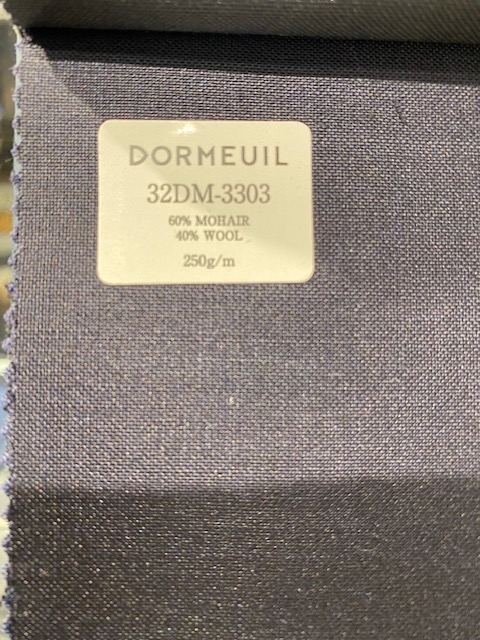 DORMEUIL
32DM-3303
60% MOHAIR
40% WOOL
250g/m